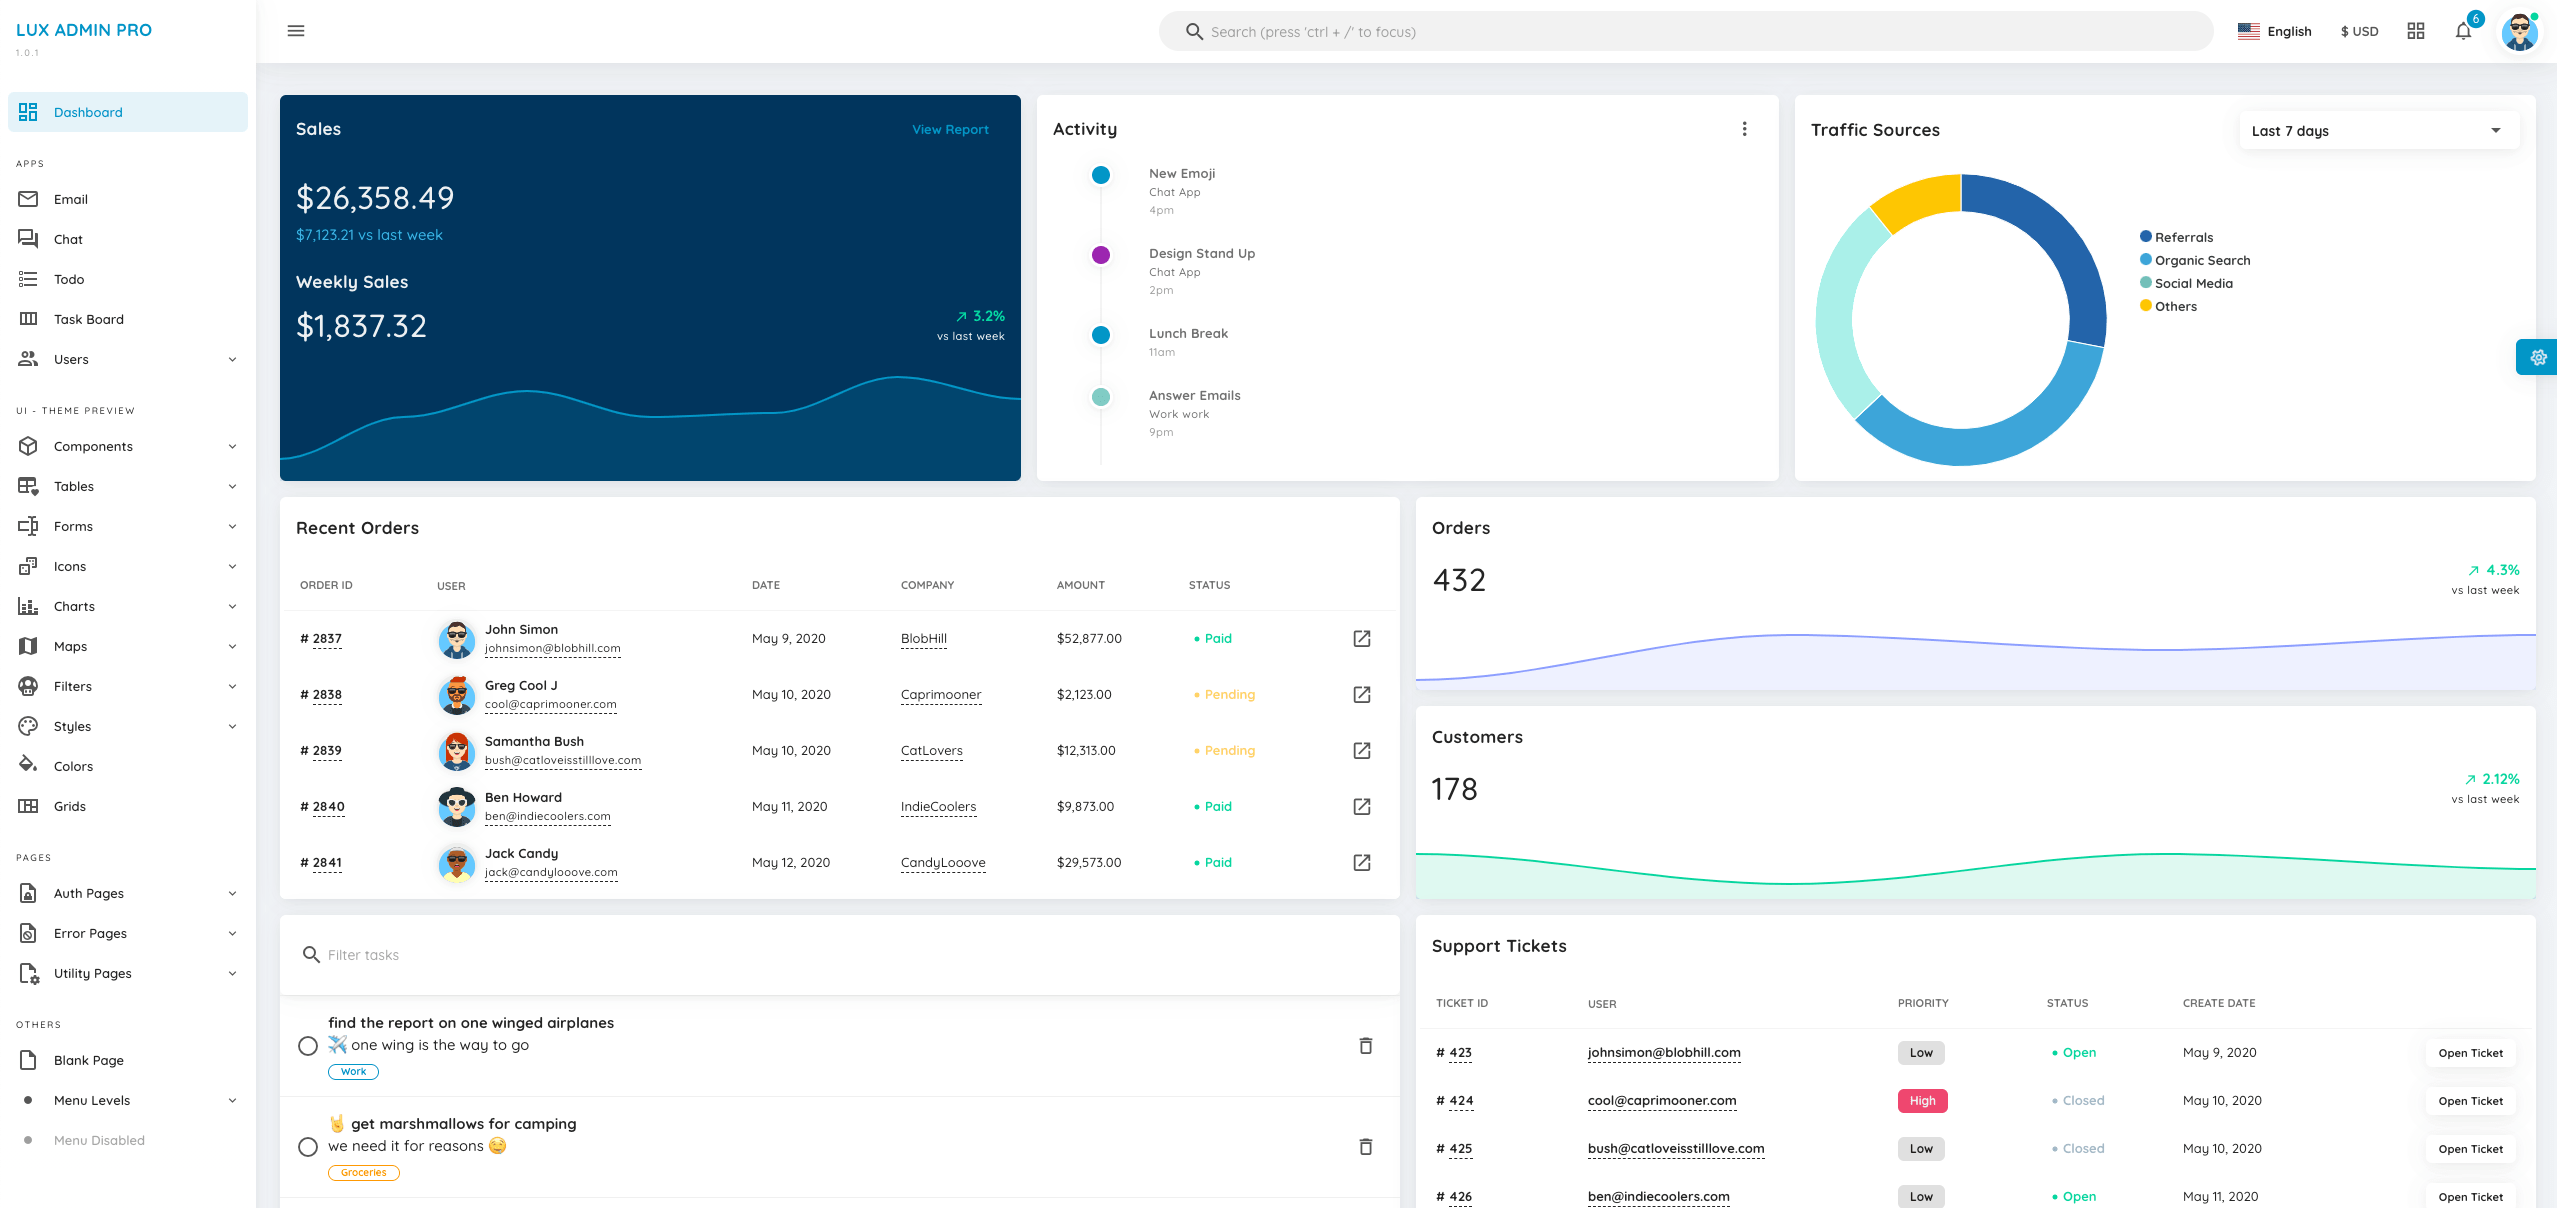 LUX ADMIN PRO
1.0.1
Dashboard
APPS
Email
Chat
Todo
Task Board
Users
UI - THEME PREVIEW
Components
Tables
Forms
Icons
Charts
Maps
Filters
Styles
Colors
Grids
PAGES
Auth Pages
Error Pages
Utility Pages
OTHERS
Blank Page
Menu Levels
Menu Disabled
Search (press 'ctrl + /' to focus)
English
$ USD
6
Sales
View Report
$26,358.49
$7,123.21 vs last week
Weekly Sales
$1,837.32
3.2%
vs last week
Activity
New Emoji
Chat App
4pm
Design Stand Up
Chat App
2pm
Lunch Break
11am
Answer Emails
Work work
9pm
Traffic Sources
Last 7 days
Referrals
Organic Search
Social Media
Others
Recent Orders
ORDER ID USER DATE COMPANY AMOUNT STATUS
# 2837 John Simon johnsimon@blobhill.com May 9, 2020 BlobHill $52,877.00 Paid
# 2838 Greg Cool J cool@caprimooner.com May 10, 2020 Caprimooner $2,123.00 Pending
# 2839 Samantha Bush bush@catloveisstilllove.com May 10, 2020 CatLovers $12,313.00 Pending
# 2840 Ben Howard ben@indiecoolers.com May 11, 2020 IndieCoolers $9,873.00 Paid
# 2841 Jack Candy jack@candylooove.com May 12, 2020 CandyLooove $29,573.00 Paid
Orders
432
4.3%
vs last week
Customers
178
2.12%
vs last week
Filter tasks
find the report on one winged airplanes
✈️ one wing is the way to go
Work
🤘 get marshmallows for camping
we need it for reasons 😋
Groceries
Support Tickets
TICKET ID USER PRIORITY STATUS CREATE DATE
# 423 johnsimon@blobhill.com Low Open May 9, 2020 Open Ticket
# 424 cool@caprimooner.com High Closed May 10, 2020 Open Ticket
# 425 bush@catloveisstilllove.com Low Closed May 10, 2020 Open Ticket
# 426 ben@indiecoolers.com Low Open May 11, 2020 Open Ticket